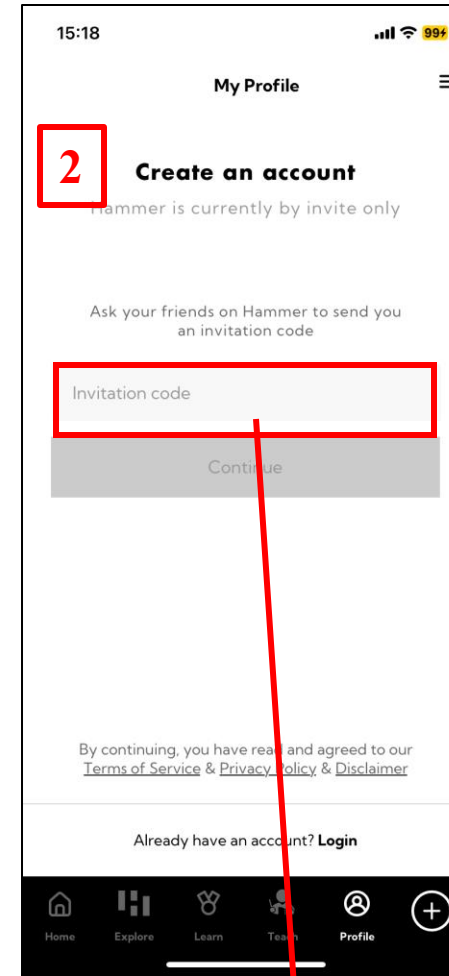 15:18
99
My Profile
2
Create an account
Hammer is currently by invite only
Ask your friends on Hammer to send you
an invitation code
Invitation code
Continue
By continuing, you have read and agreed to our
Terms of Service & Privacy Policy & Disclaimer
Already have an account? Login
Home Explore Learn Teach Profile